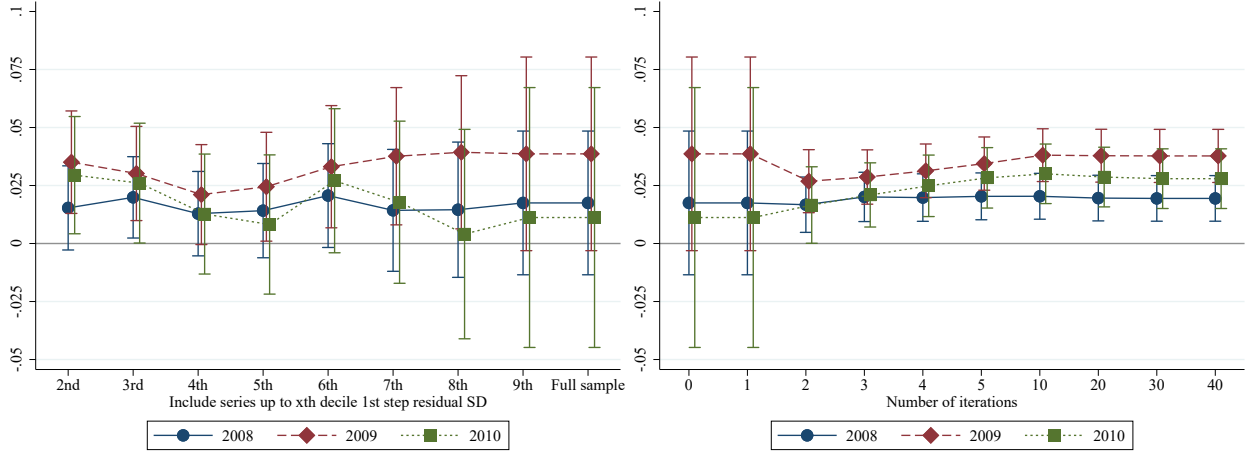 .1
.075
.05
.025
0
-.025
-.05
2nd 3rd 4th 5th 6th 7th 8th 9th Full sample
Include series up to xth decile 1st step residual SD
2008 2009 2010
.1
.075
.05
.025
0
-.025
-.05
0 1 2 3 4 5 10 20 30 40
Number of iterations
2008 2009 2010